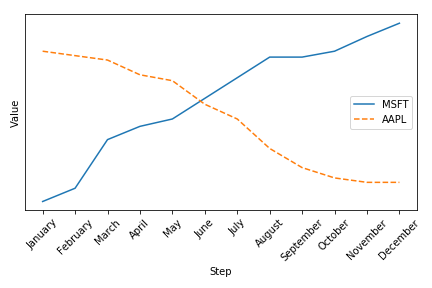 Value
MSFT
AAPL
January
February
March
April
May
June
July
August
September
October
November
December
Step